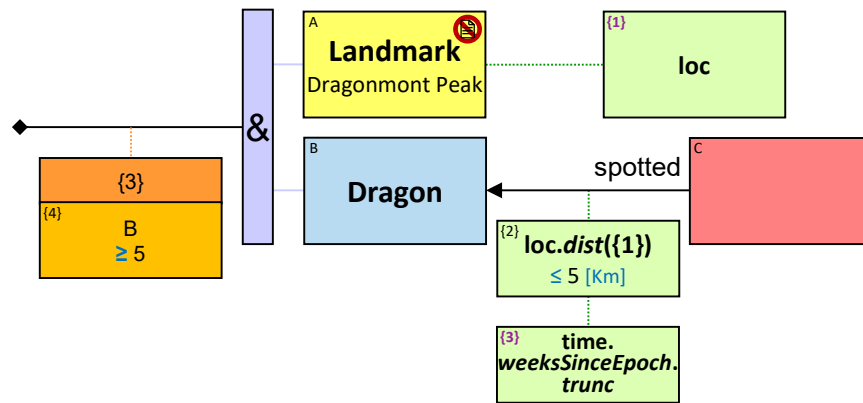 A
Landmark
Dragonmont Peak
{1}
loc
&
{3}
{4}
B
≥ 5
B
Dragon
spotted
C
{2}
loc.dist({1})
≤ 5 [Km]
{3}
time.
weeksSinceEpoch.
trunc